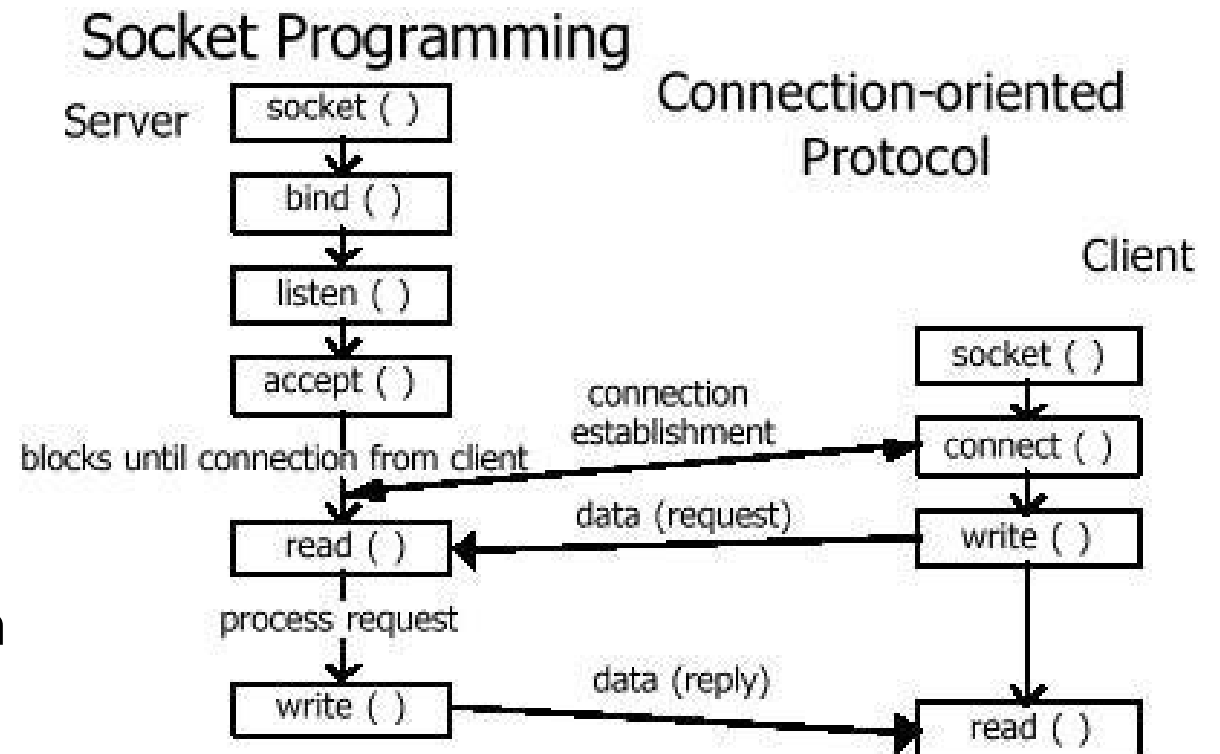 Socket Programming
Connection-oriented
Protocol
Server
socket ( )
bind ( )
listen ( )
accept ( )
blocks until connection from client
read ( )
process request
write ( )
connection
establishment
data (request)
data (reply)
Client
socket ( )
connect ( )
write ( )
read ( )